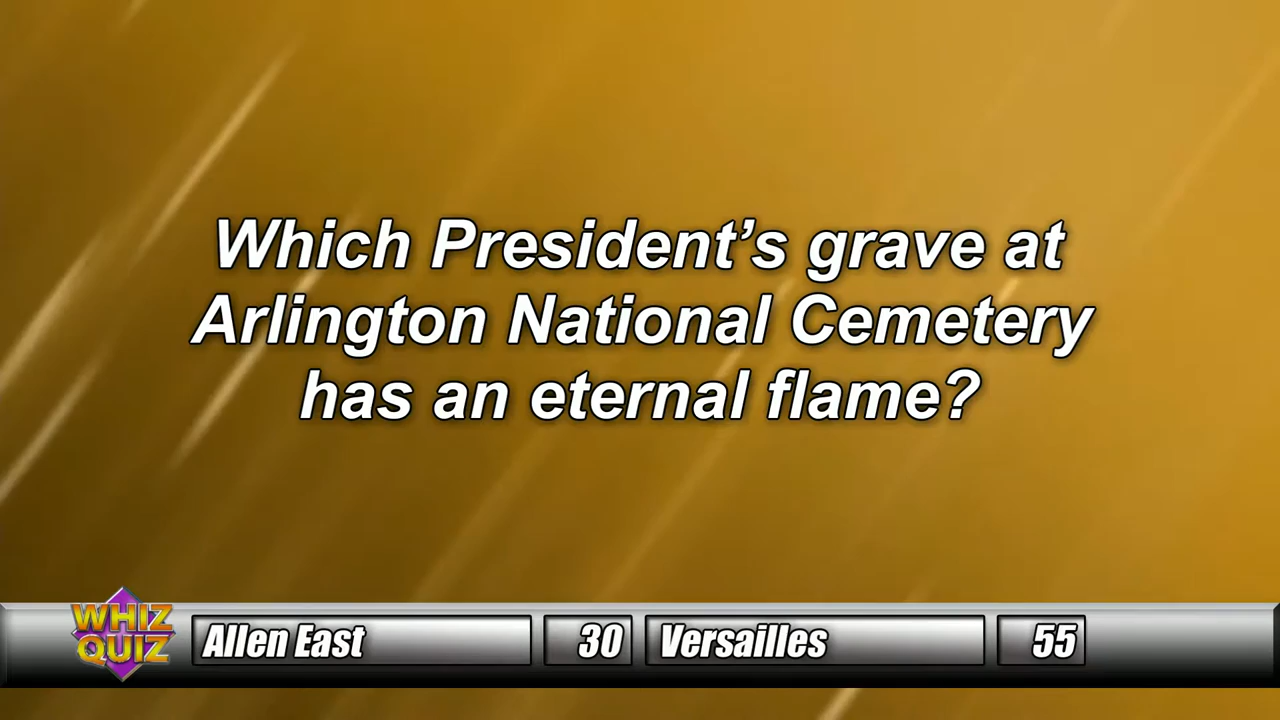 Which President’s grave at
Arlington National Cemetery
has an eternal flame?
WHIZ
QUIZ
Allen East 30 Versailles 55